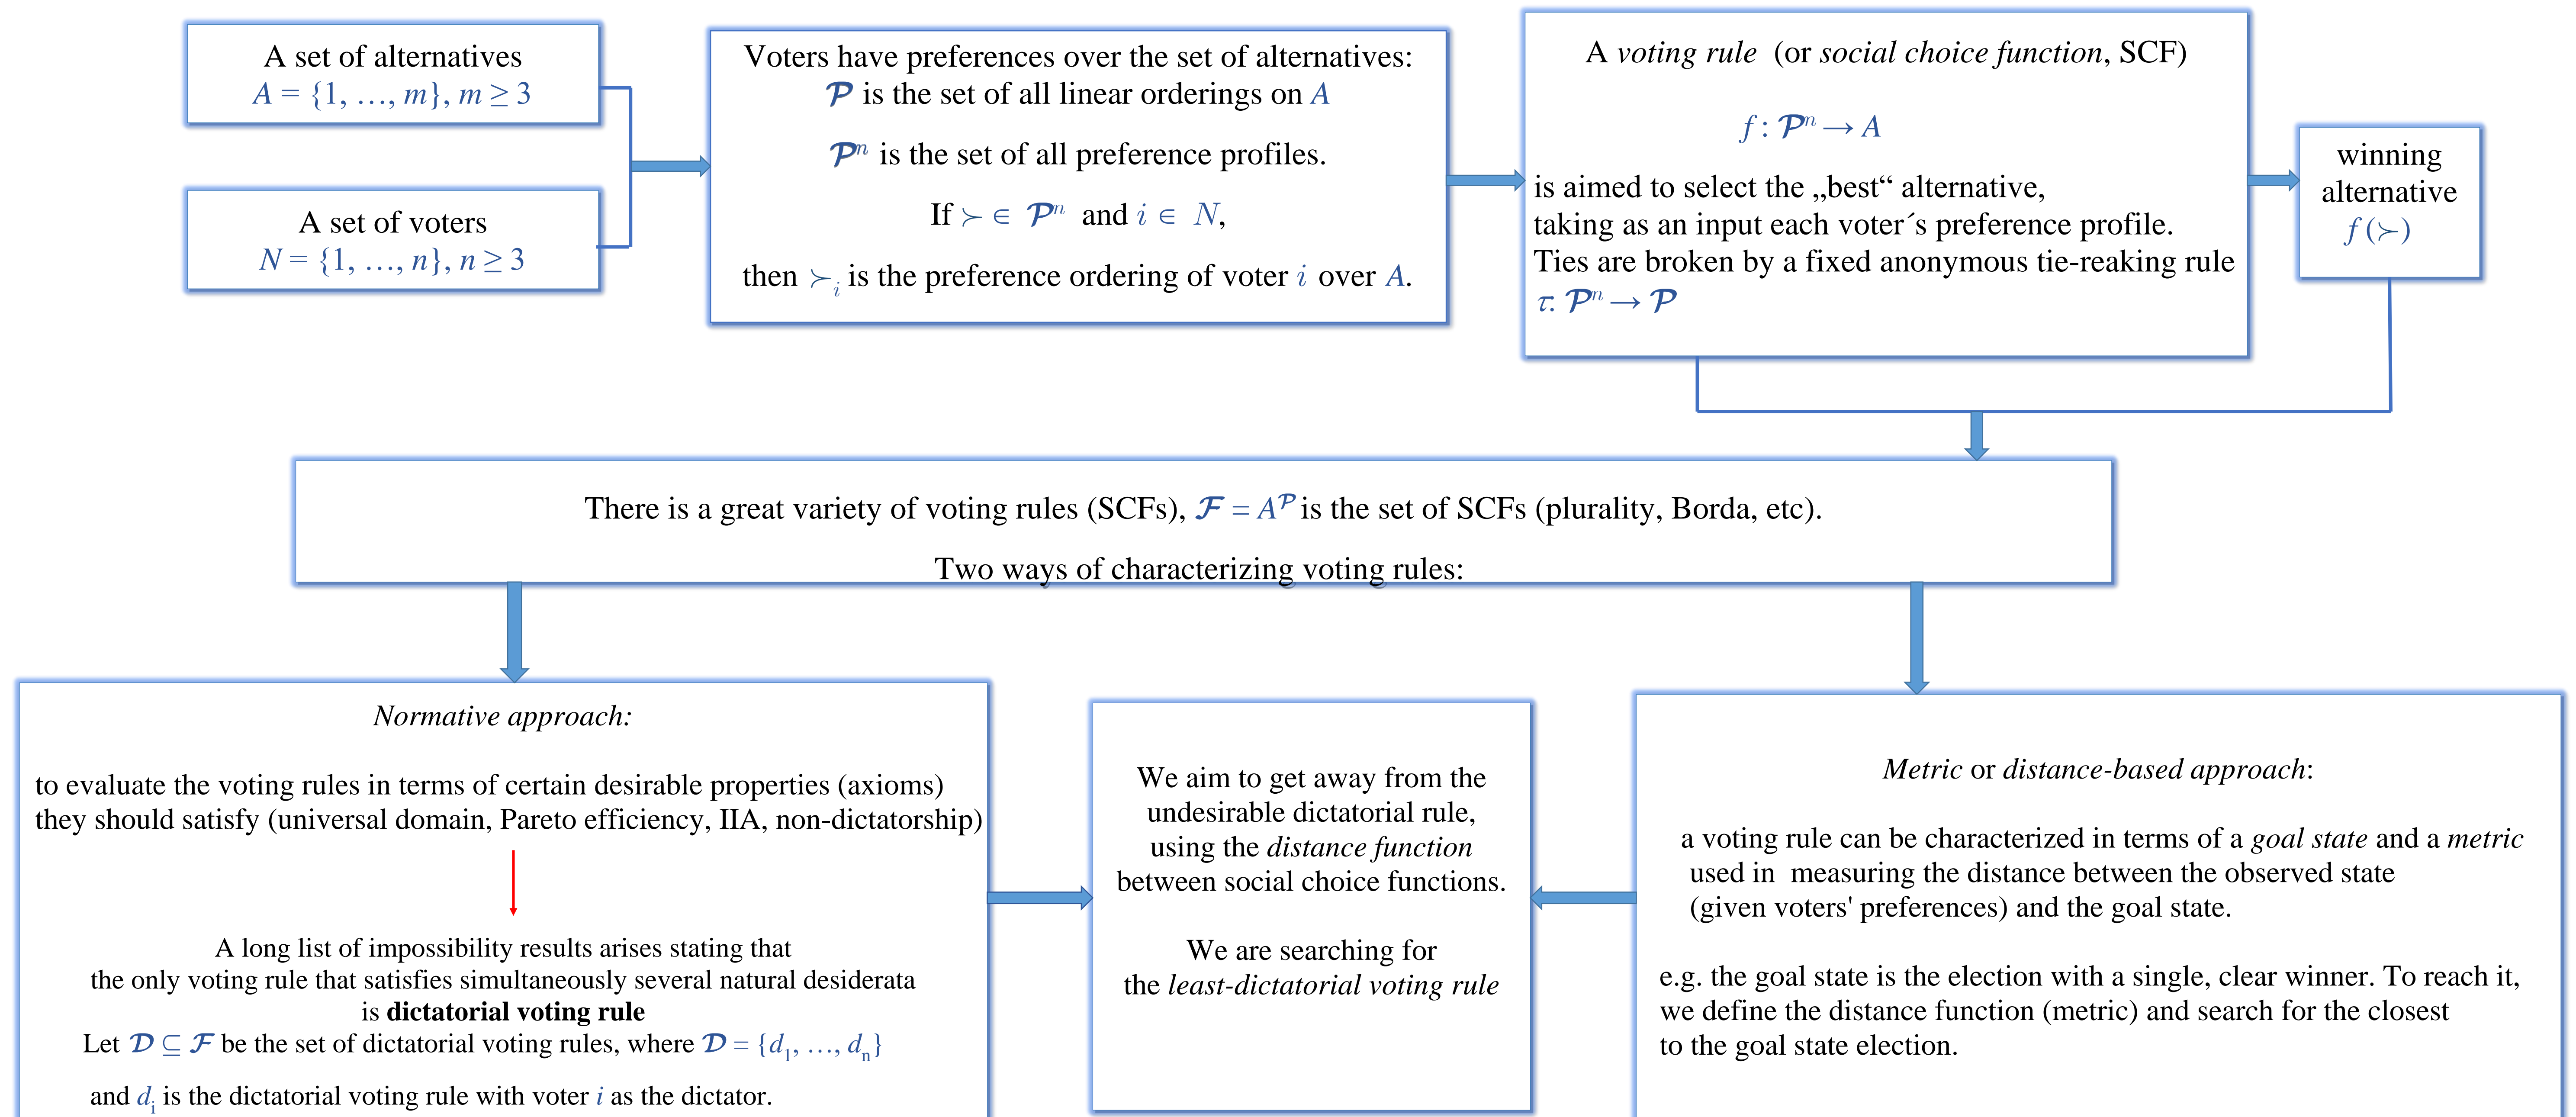 A set of alternatives
A = {1, …, m}, m ≥ 3
A set of voters
N = {1, …, n}, n ≥ 3
Voters have preferences over the set of alternatives:
𝓟 is the set of all linear orderings on A
𝓟ⁿ is the set of all preference profiles.
If ≻ ∈ 𝓟ⁿ and i ∈ N,
then ≻ᵢ is the preference ordering of voter i over A.
A voting rule (or social choice function, SCF)
f : 𝓟ⁿ → A
is aimed to select the „best“ alternative,
taking as an input each voter´s preference profile.
Ties are broken by a fixed anonymous tie-reaking rule
τ: 𝓟ⁿ → 𝓟
winning
alternative
f (≻)
There is a great variety of voting rules (SCFs), 𝓕 = A^𝓟 is the set of SCFs (plurality, Borda, etc).
Two ways of characterizing voting rules:
Normative approach:
to evaluate the voting rules in terms of certain desirable properties (axioms)
they should satisfy (universal domain, Pareto efficiency, IIA, non-dictatorship)
A long list of impossibility results arises stating that
the only voting rule that satisfies simultaneously several natural desiderata
is dictatorial voting rule
Let 𝓓 ⊆ 𝓕 be the set of dictatorial voting rules, where 𝓓 = {d₁, …, dₙ}
and dᵢ is the dictatorial voting rule with voter i as the dictator.
We aim to get away from the
undesirable dictatorial rule,
using the distance function
between social choice functions.
We are searching for
the least-dictatorial voting rule
Metric or distance-based approach:
a voting rule can be characterized in terms of a goal state and a metric
used in measuring the distance between the observed state
(given voters' preferences) and the goal state.
e.g. the goal state is the election with a single, clear winner. To reach it,
we define the distance function (metric) and search for the closest
to the goal state election.